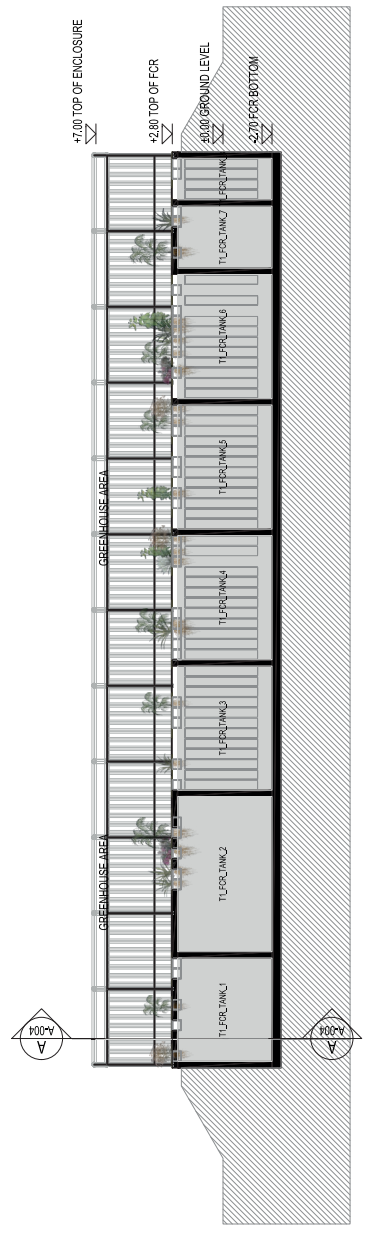 +7.00 TOP OF ENCLOSURE
+2.80 TOP OF FCR
±0.00 GROUND LEVEL
-2.70 FCR BOTTOM
GREENHOUSE AREA
GREENHOUSE AREA
T1_FCR_TANK_1
T1_FCR_TANK_2
T1_FCR_TANK_3
T1_FCR_TANK_4
T1_FCR_TANK_5
T1_FCR_TANK_6
T1_FCR_TANK_7
T1_FCR_TANK_
A
A-004
A
A-004